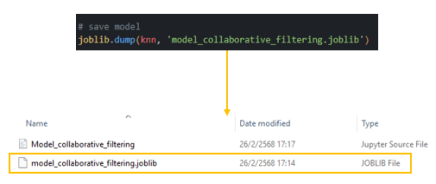 # save model
joblib.dump(knn, 'model_collaborative_filtering.joblib')
Name Date modified Type
Model_collaborative_filtering 26/2/2568 17:17 Jupyter Source File
model_collaborative_filtering.joblib 26/2/2568 17:14 JOBLIB File